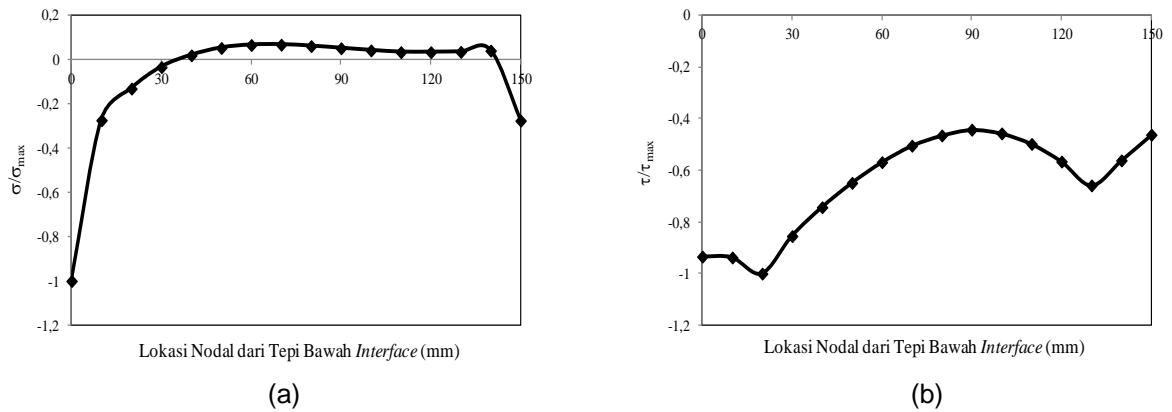 0,2
0
-0,2
-0,4
-0,6
-0,8
-1
-1,2
0 30 60 90 120 150
σ/σmax
Lokasi Nodal dari Tepi Bawah Interface (mm)
(a)
0
-0,2
-0,4
-0,6
-0,8
-1
-1,2
0 30 60 90 120 150
τ/τmax
Lokasi Nodal dari Tepi Bawah Interface (mm)
(b)